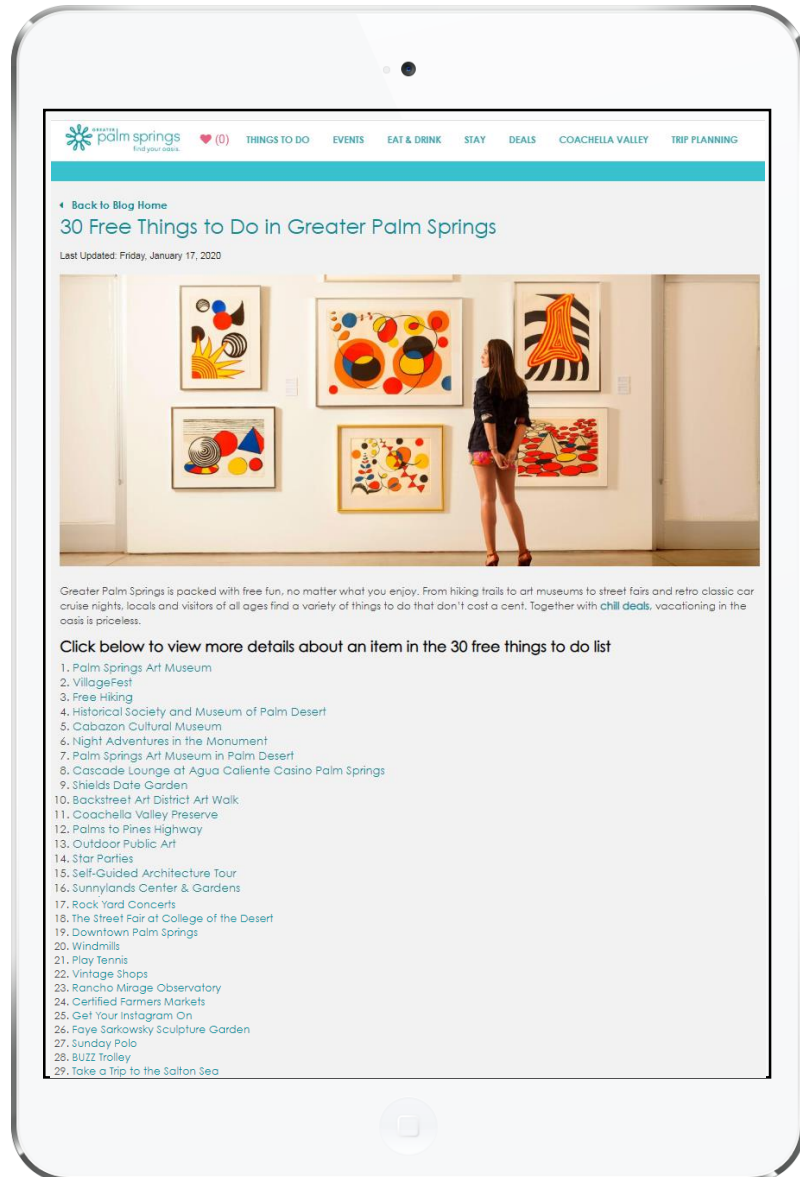 GREATER
palm springs
find your oasis.
(0)
THINGS TO DO
EVENTS
EAT & DRINK
STAY
DEALS
COACHELLA VALLEY
TRIP PLANNING
Back to Blog Home
30 Free Things to Do in Greater Palm Springs
Last Updated: Friday, January 17, 2020
Greater Palm Springs is packed with free fun, no matter what you enjoy. From hiking trails to art museums to street fairs and retro classic car
cruise nights, locals and visitors of all ages find a variety of things to do that don't cost a cent. Together with chill deals, vacationing in the
oasis is priceless.
Click below to view more details about an item in the 30 free things to do list
1. Palm Springs Art Museum
2. VillageFest
3. Free Hiking
4. Historical Society and Museum of Palm Desert
5. Cabazon Cultural Museum
6. Night Adventures in the Monument
7. Palm Springs Art Museum in Palm Desert
8. Cascade Lounge at Agua Caliente Casino Palm Springs
9. Shields Date Garden
10. Backstreet Art District Art Walk
11. Coachella Valley Preserve
12. Palms to Pines Highway
13. Outdoor Public Art
14. Star Parties
15. Self-Guided Architecture Tour
16. Sunnylands Center & Gardens
17. Rock Yard Concerts
18. The Street Fair at College of the Desert
19. Downtown Palm Springs
20. Windmills
21. Play Tennis
22. Vintage Shops
23. Rancho Mirage Observatory
24. Certified Farmers Markets
25. Get Your Instagram On
26. Faye Sarkowsky Sculpture Garden
27. Sunday Polo
28. BUZZ Trolley
29. Take a Trip to the Salton Sea